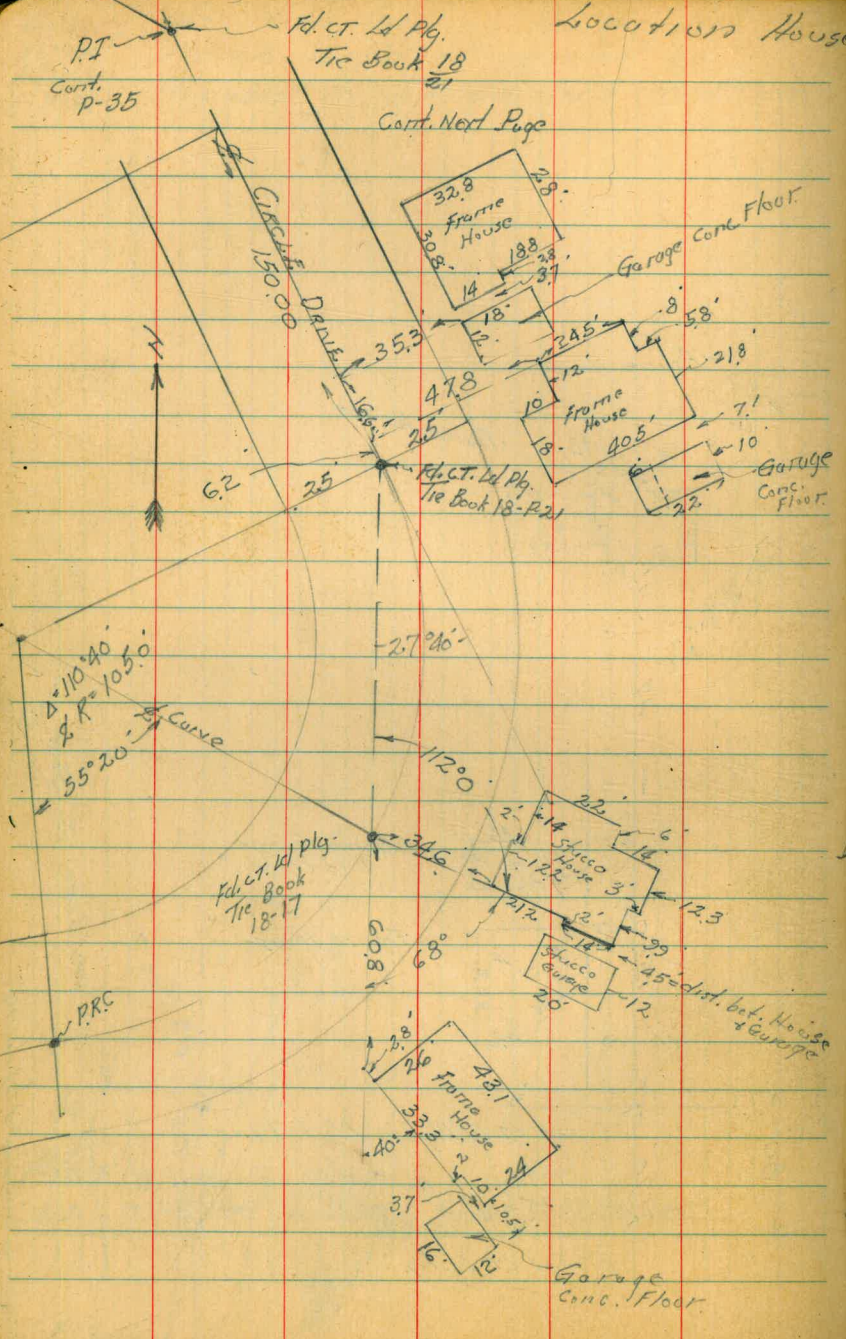 Location House
P.I
Cont.
P-35
Fd. CT. Ld Plg.
Tie Book 18
21
Cont. Next Page
CIRCLE DRIVE
150.00
32.8
28'
Frame
House
30.8'
18.8
2.8
3.7'
14
Garage Conc. Floor.
18'
12'
35.3
47.8
24.5'
8'
5.8'
21.8'
12'
10'
18'
Frame
House
40.5'
7.1
10
Garage
Conc.
Floor.
22'
16.6'
25'
6.2'
25
Fd. CT. Ld Plg.
Tie Book 18-P.21
N
27°40'
Δ=110°40'
℄ R=105.0'
55°20'
℄ Curve
112°0'
34.6
Fd. CT. Ld Plg.
Tie Book
18-17
22'
2'
14
6'
14'
Stucco
House
12.2
3'
12.3
21.2
2'
14'
9.9
4.5=dist. bet. House
& Garage
Stucco
Garage
20'
12
60.8'
68°
P.R.C
2.8'
26'
43.1
Frame
House
33.3
40°
2
10
24
10.5'
3.7'
16'
12'
Garage
Conc. Floor.